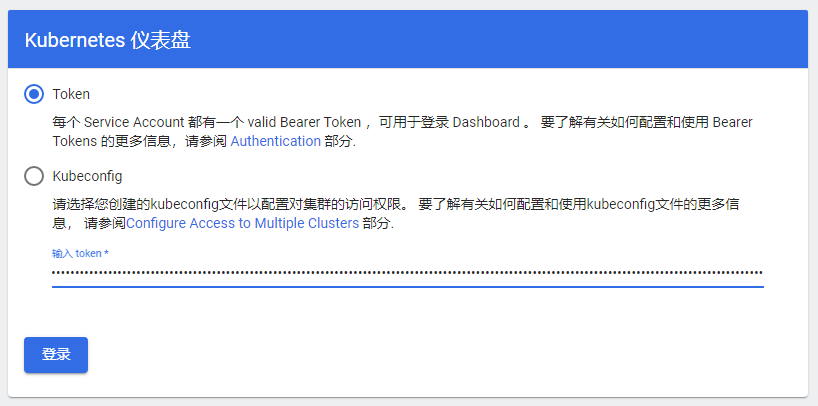 Kubernetes 仪表盘
Token
每个 Service Account 都有一个 valid Bearer Token ，可用于登录 Dashboard 。 要了解有关如何配置和使用 Bearer
Tokens 的更多信息，请参阅 Authentication 部分.
Kubeconfig
请选择您创建的kubeconfig文件以配置对集群的访问权限。 要了解有关如何配置和使用kubeconfig文件的更多信
息， 请参阅Configure Access to Multiple Clusters 部分.
输入 token *
登录